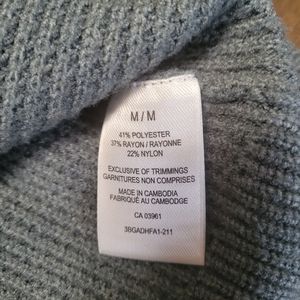 M/M
41% POLYESTER
37% RAYON / RAYONNE
22% NYLON
EXCLUSIVE OF TRIMMINGS
GARNITURES NON COMPRISES
MADE IN CAMBODIA
FABRIQUÉ AU CAMBODGE
CA 03961
3BGADHFA1-211